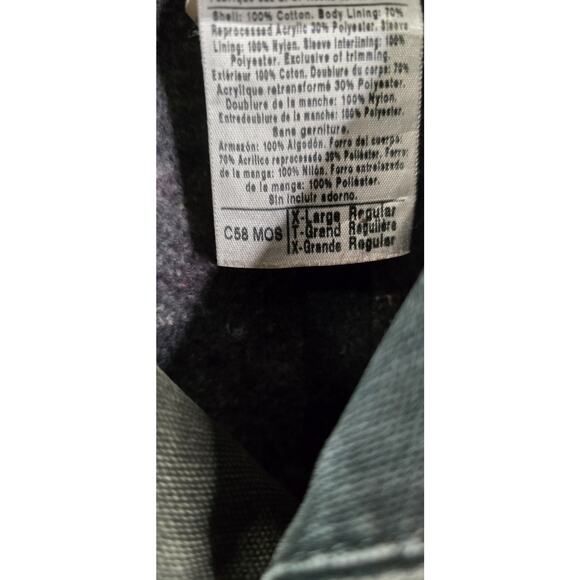 Shell: 100% Cotton. Body Lining: 70%
Reprocessed Acrylic 30% Polyester. Sleeve
Lining: 100% Nylon. Sleeve Interlining: 100%
Polyester. Exclusive of trimming.
Extérieur 100% Coton. Doublure du corps: 70%
Acrylique retransformé 30% Polyester.
Doublure de la manche: 100% Nylon.
Entredoublure de la manche: 100% Polyester.
Sans garniture.
Armazón: 100% Algodón. Forro del cuerpo:
70% Acrílico reprocesado 30% Poliéster. Forro
de la manga: 100% Nilón. Forro entrelazado
de la manga: 100% Poliéster.
Sin incluir adorno.
X-Large Regular
C58 MOS T-Grand Regulière
X-Grande Regular